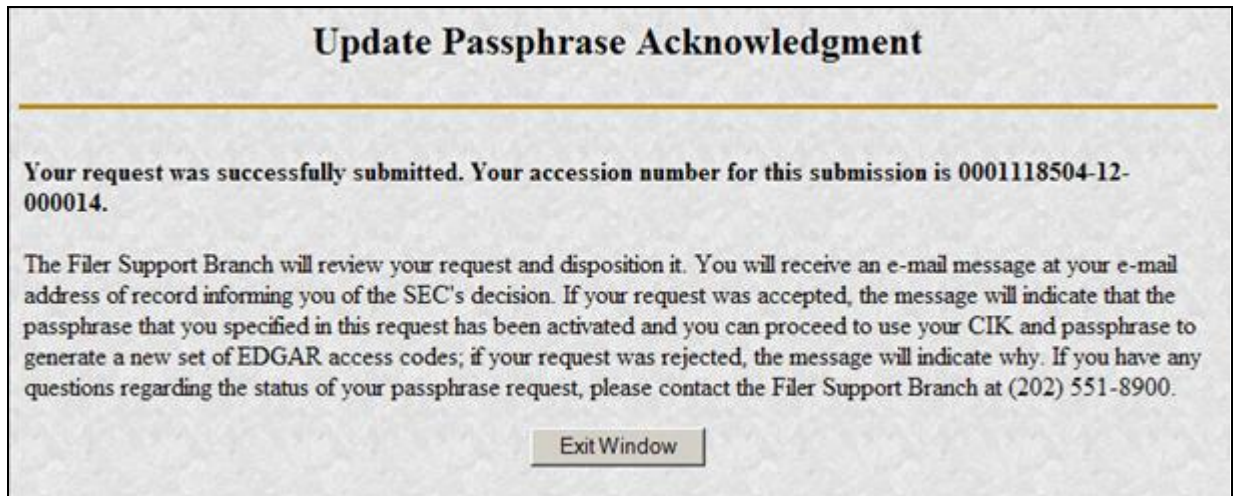 Update Passphrase Acknowledgment
Your request was successfully submitted. Your accession number for this submission is 0001118504-12-
000014.
The Filer Support Branch will review your request and disposition it. You will receive an e-mail message at your e-mail
address of record informing you of the SEC's decision. If your request was accepted, the message will indicate that the
passphrase that you specified in this request has been activated and you can proceed to use your CIK and passphrase to
generate a new set of EDGAR access codes; if your request was rejected, the message will indicate why. If you have any
questions regarding the status of your passphrase request, please contact the Filer Support Branch at (202) 551-8900.
Exit Window